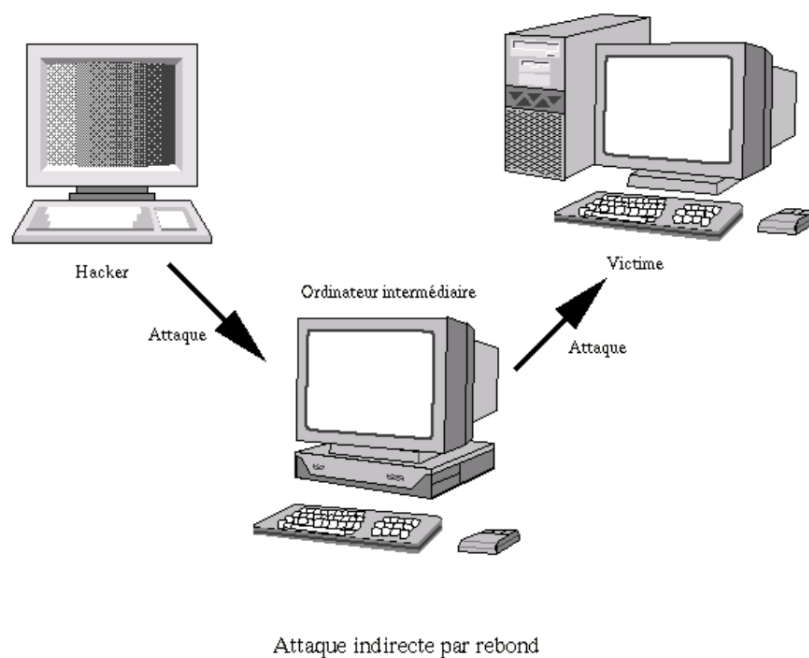 Hacker
Victime
Ordinateur intermédiaire
Attaque
Attaque
Attaque indirecte par rebond